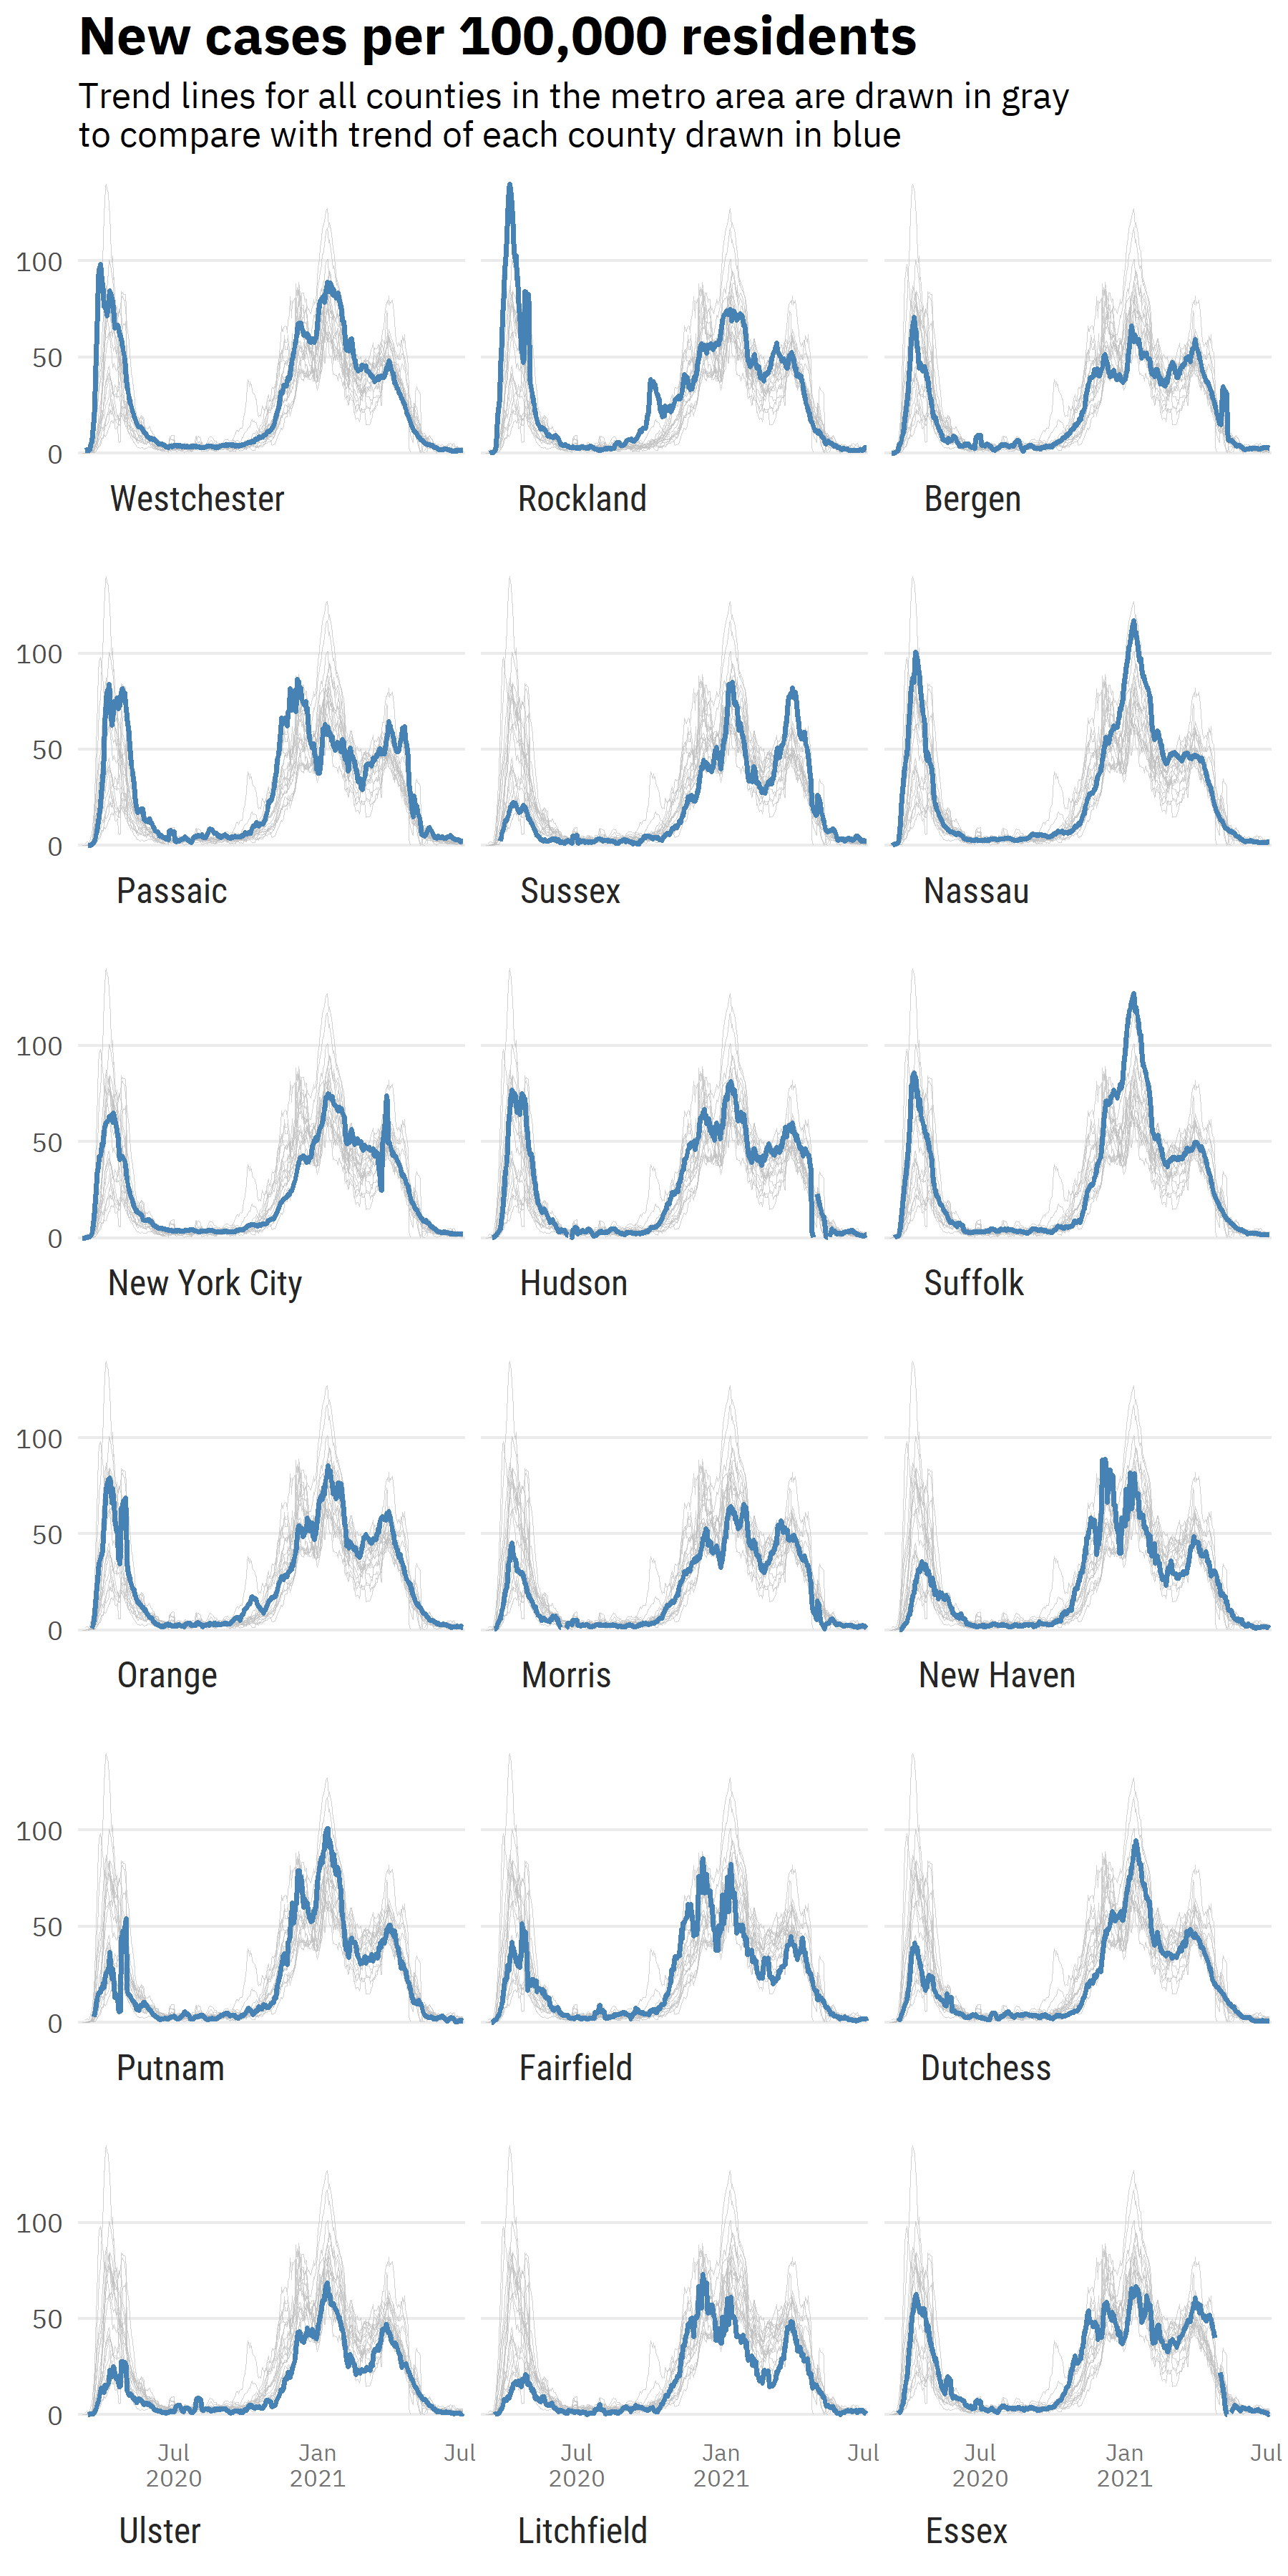 New cases per 100,000 residents
Trend lines for all counties in the metro area are drawn in gray
to compare with trend of each county drawn in blue
100
50
0
Westchester Rockland Bergen
100
50
0
Passaic Sussex Nassau
100
50
0
New York City Hudson Suffolk
100
50
0
Orange Morris New Haven
100
50
0
Putnam Fairfield Dutchess
100
50
0
Jul Jan Jul Jul Jan Jul Jul Jan Jul
2020 2021 2020 2021 2020 2021
Ulster Litchfield Essex